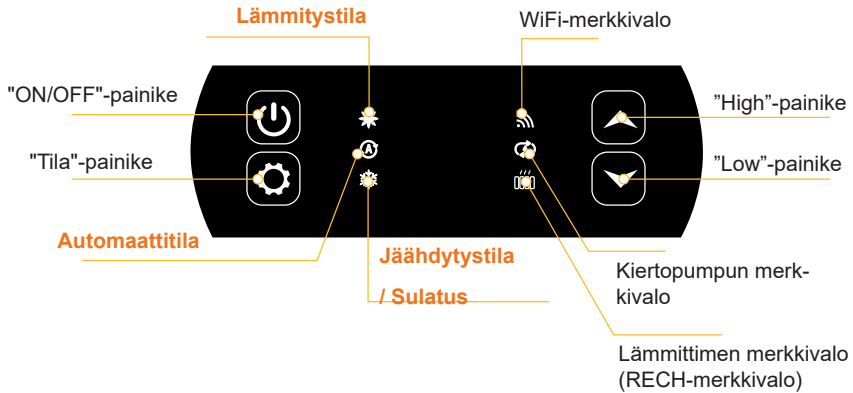 Lämmitystila
WiFi-merkkivalo
"ON/OFF"-painike
”High”-painike
"Tila"-painike
”Low”-painike
A
Automaattitila
Jäähdytystila
/ Sulatus
Kiertopumpun merk-
kivalo
Lämmittimen merkkivalo
(RECH-merkkivalo)